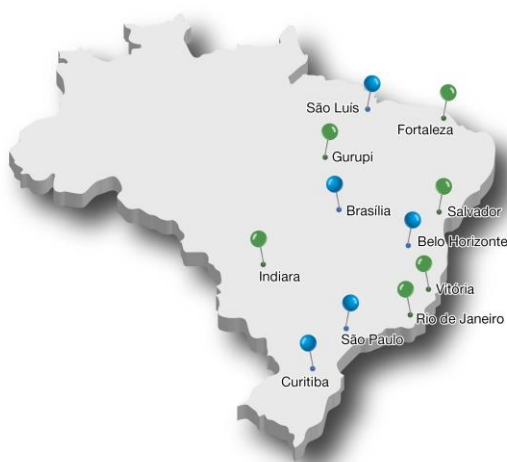 São Luis
Fortaleza
Gurupi
Brasília
Salvador
Belo Horizonte
Indiara
Vitória
Rio de Janeiro
São Paulo
Curitiba